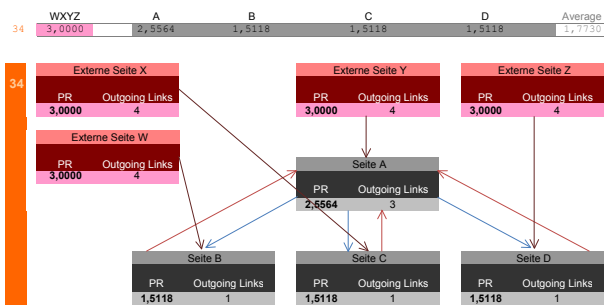 WXYZ A B C D Average
34 3,0000 2,5564 1,5118 1,5118 1,5118 1,7730
34
Externe Seite X Externe Seite Y Externe Seite Z
PR Outgoing Links PR Outgoing Links PR Outgoing Links
3,0000 4 3,0000 4 3,0000 4
Externe Seite W
PR Outgoing Links
3,0000 4
Seite A
PR Outgoing Links
2,5564 3
Seite B Seite C Seite D
PR Outgoing Links PR Outgoing Links PR Outgoing Links
1,5118 1 1,5118 1 1,5118 1